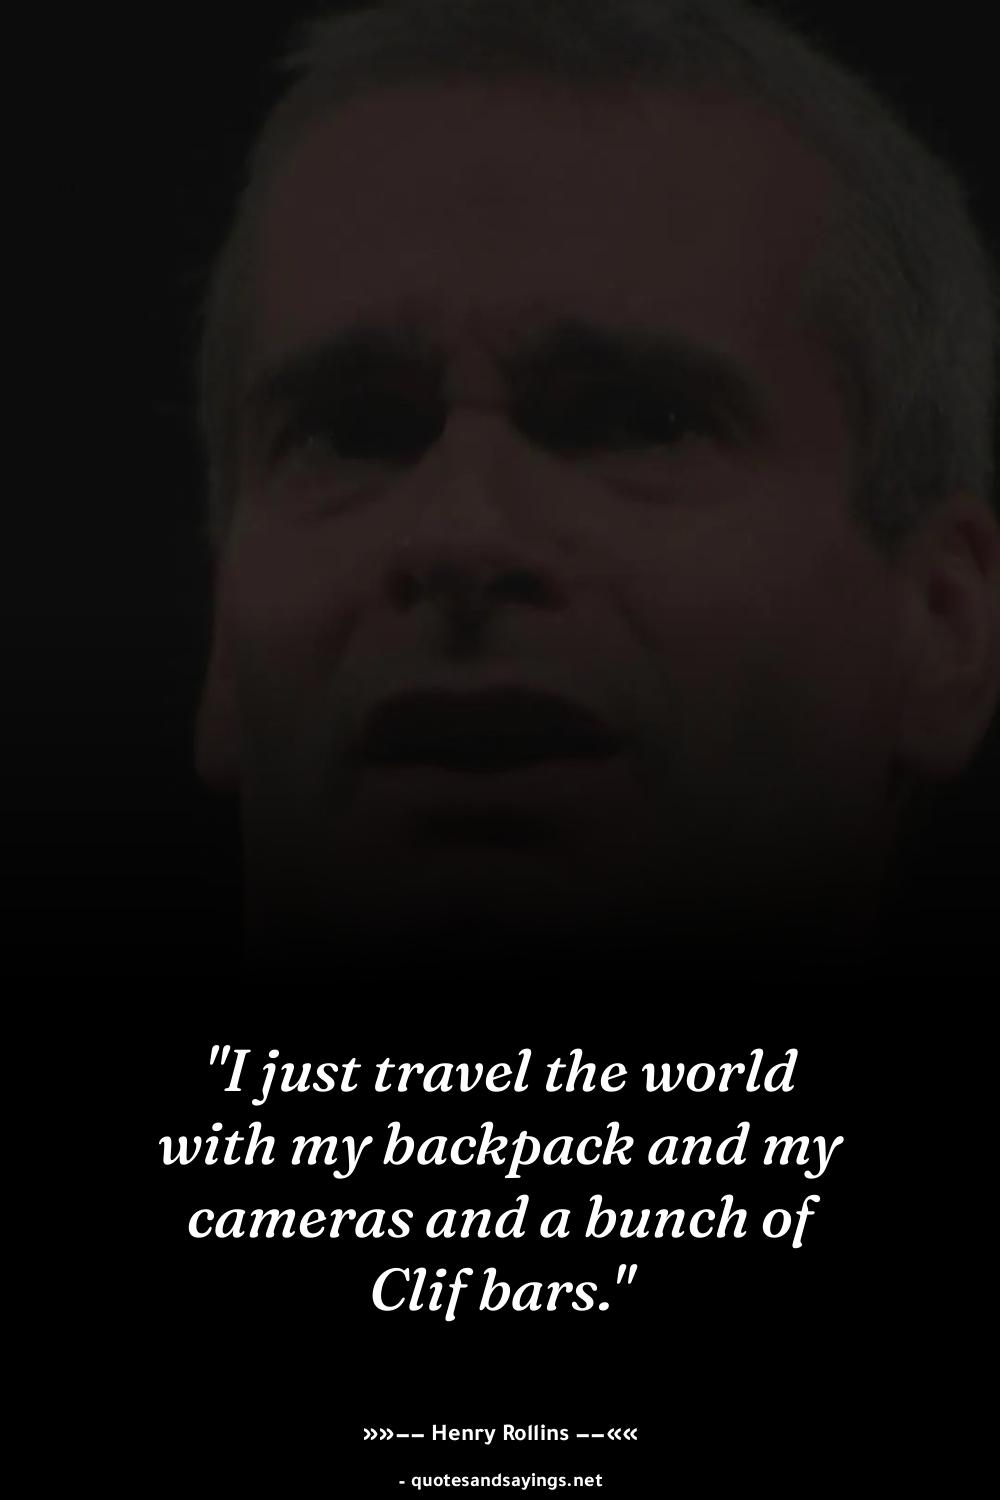 "I just travel the world
with my backpack and my
cameras and a bunch of
Clif bars."
»»–– Henry Rollins ––««
- quotesandsayings.net